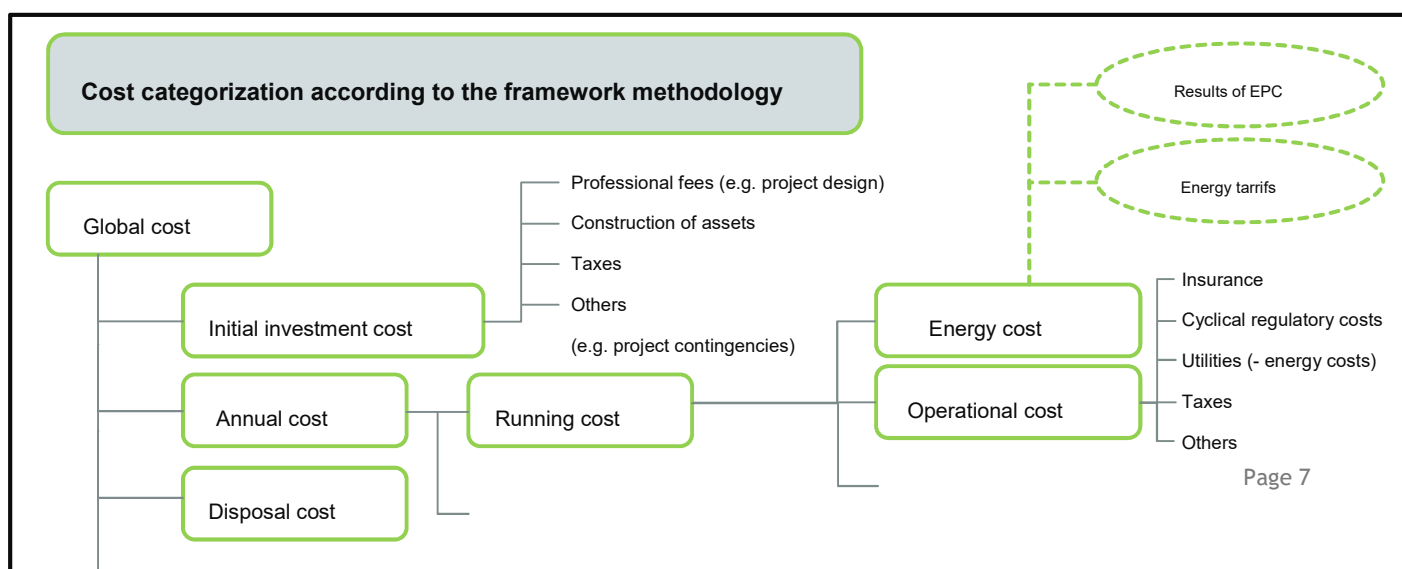 Cost categorization according to the framework methodology
Results of EPC
Energy tarrifs
Global cost
Professional fees (e.g. project design)
Construction of assets
Taxes
Others
(e.g. project contingencies)
Initial investment cost
Annual cost
Running cost
Disposal cost
Energy cost
Operational cost
Insurance
Cyclical regulatory costs
Utilities (- energy costs)
Taxes
Others
Page 7